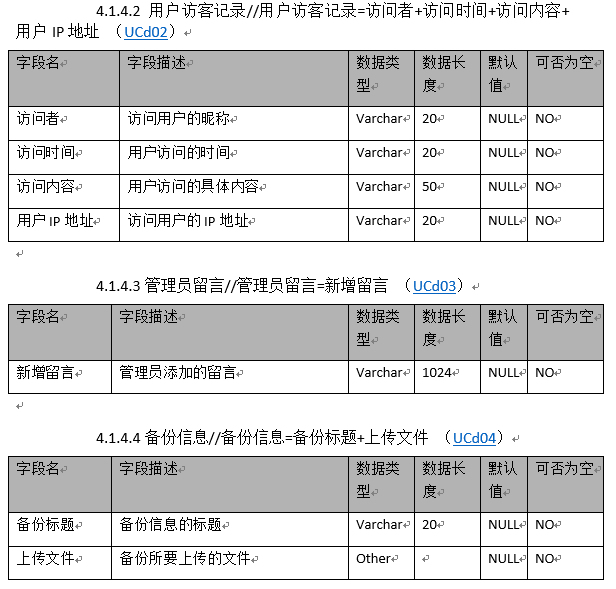 4.1.4.2 用户访客记录//用户访客记录=访问者+访问时间+访问内容+
用户 IP 地址 （UCd02）
字段名 字段描述 数据类型 数据长度 默认值 可否为空
访问者 访问用户的昵称 Varchar 20 NULL NO
访问时间 用户访问的时间 Varchar 20 NULL NO
访问内容 用户访问的具体内容 Varchar 50 NULL NO
用户 IP 地址 访问用户的 IP 地址 Varchar 20 NULL NO
4.1.4.3 管理员留言//管理员留言=新增留言 （UCd03）
字段名 字段描述 数据类型 数据长度 默认值 可否为空
新增留言 管理员添加的留言 Varchar 1024 NULL NO
4.1.4.4 备份信息//备份信息=备份标题+上传文件 （UCd04）
字段名 字段描述 数据类型 数据长度 默认值 可否为空
备份标题 备份信息的标题 Varchar 20 NULL NO
上传文件 备份所要上传的文件 Other NULL NO